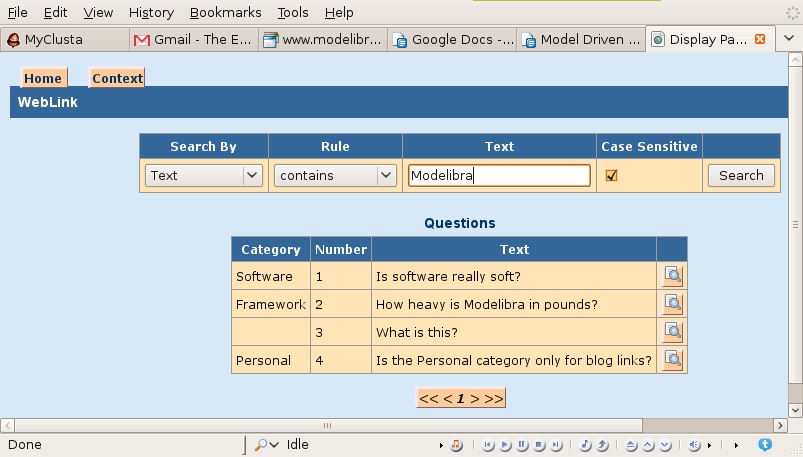 File Edit View History Bookmarks Tools Help
MyClusta Gmail - The E... www.modelibr... Google Docs -... Model Driven ... Display Pa...
Home Context
WebLink
Search By Rule Text Case Sensitive
Text contains Modelibra Search
Questions
Category Number Text
Software 1 Is software really soft?
Framework 2 How heavy is Modelibra in pounds?
3 What is this?
Personal 4 Is the Personal category only for blog links?
<< < 1 > >>
Done Idle